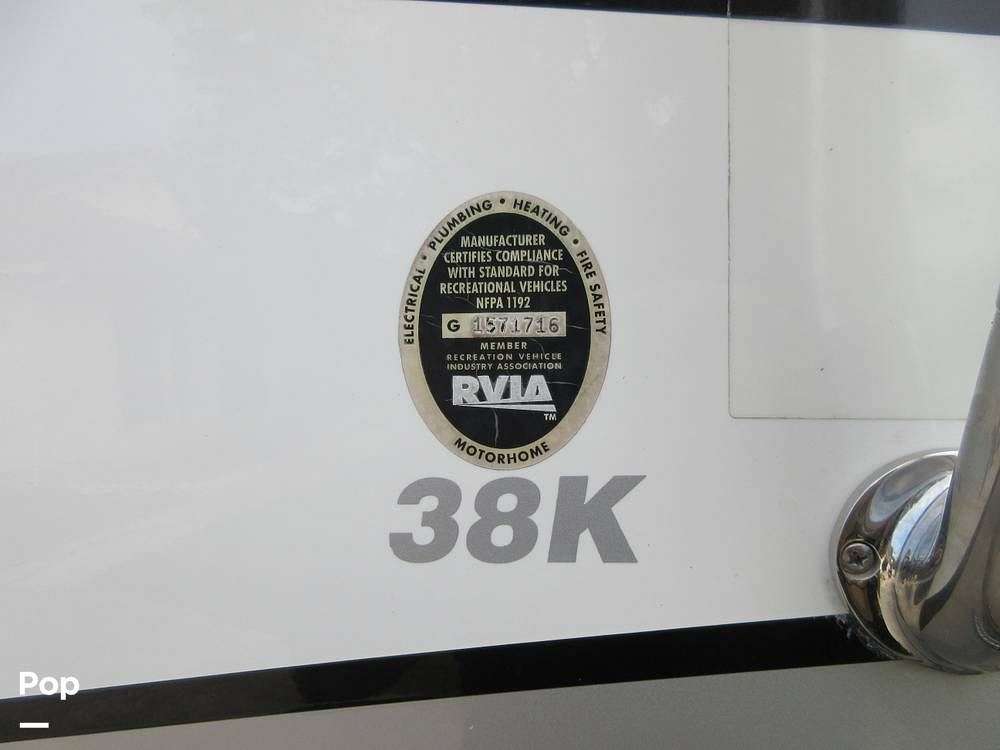 ELECTRICAL • PLUMBING • HEATING • FIRE SAFETY
MANUFACTURER
CERTIFIES COMPLIANCE
WITH STANDARD FOR
RECREATIONAL VEHICLES
NFPA 1192
G 1571716
MEMBER
RECREATION VEHICLE
INDUSTRY ASSOCIATION
RVIA
TM
MOTORHOME
38K
Pop